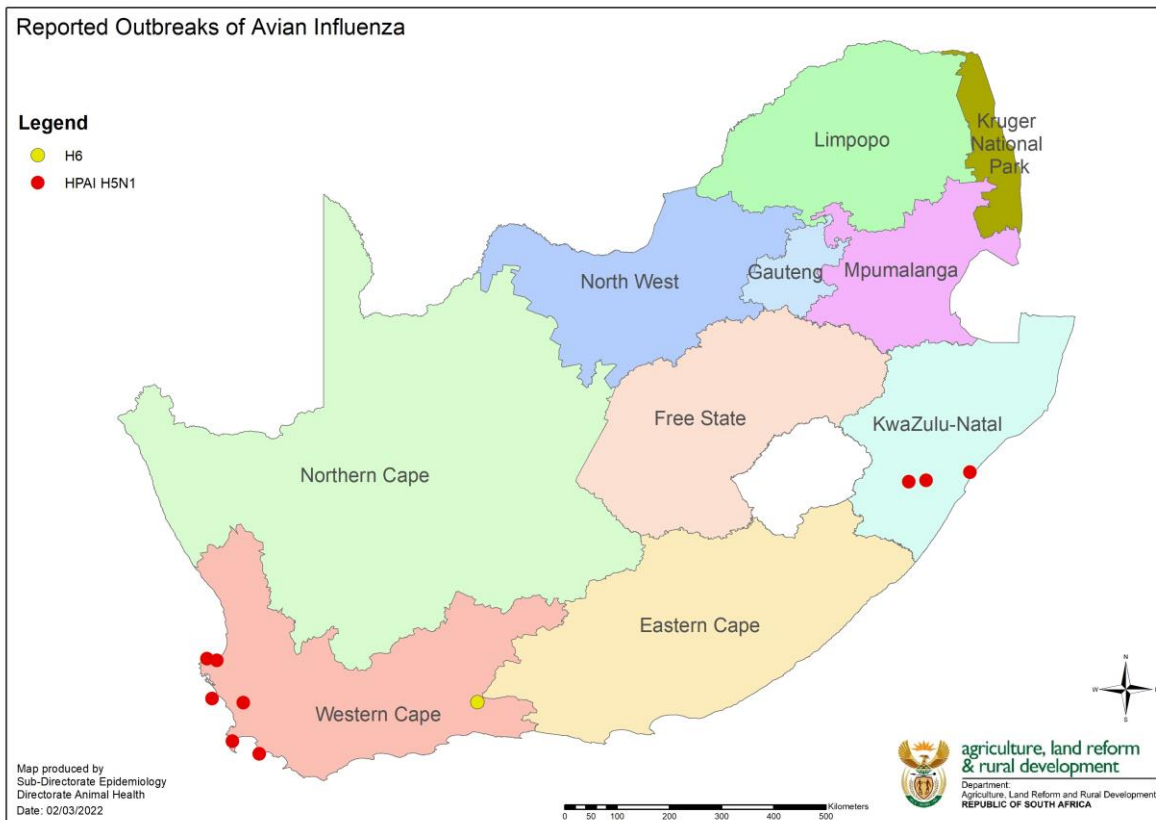 Reported Outbreaks of Avian Influenza
Legend
H6
HPAI H5N1
Limpopo
Kruger
National
Park
North West
Gauteng
Mpumalanga
Free State
KwaZulu-Natal
Northern Cape
Eastern Cape
Western Cape
N
W
E
S
Map produced by
Sub-Directorate Epidemiology
Directorate Animal Health
Date: 02/03/2022
Kilometers
0 50 100 200 300 400 500
agriculture, land reform
& rural development
Department:
Agriculture, Land Reform and Rural Development
REPUBLIC OF SOUTH AFRICA